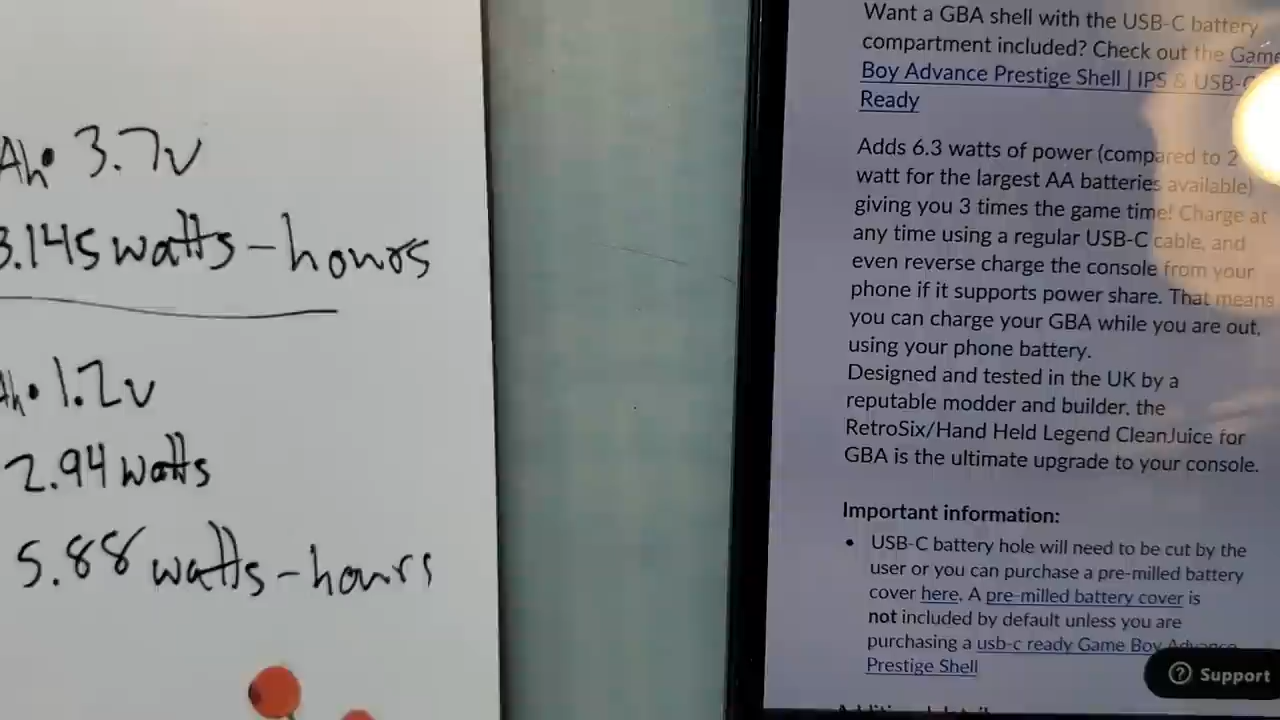 Ah• 3.7v
3.145 watts-hours
Ah• 1.2v
2.94 watts
5.88 watts-hours
Want a GBA shell with the USB-C battery
compartment included? Check out the Game
Boy Advance Prestige Shell | IPS & USB-C
Ready
Adds 6.3 watts of power (compared to 2
watt for the largest AA batteries available)
giving you 3 times the game time! Charge at
any time using a regular USB-C cable, and
even reverse charge the console from your
phone if it supports power share. That means
you can charge your GBA while you are out,
using your phone battery.
Designed and tested in the UK by a
reputable modder and builder, the
RetroSix/Hand Held Legend CleanJuice for
GBA is the ultimate upgrade to your console.
Important information:
• USB-C battery hole will need to be cut by the
user or you can purchase a pre-milled battery
cover here. A pre-milled battery cover is
not included by default unless you are
purchasing a usb-c ready Game Boy Advance
Prestige Shell
Support